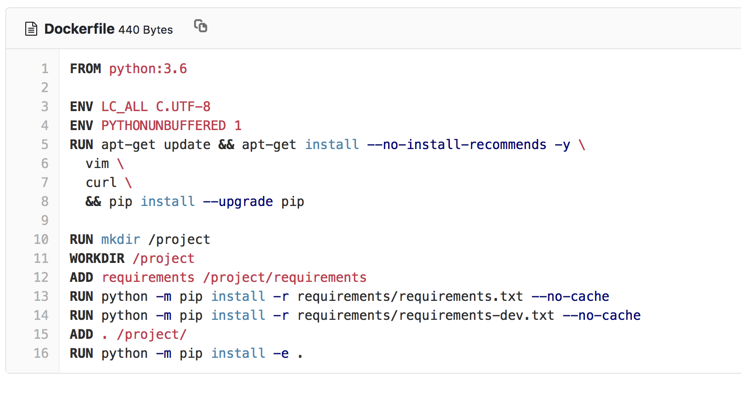 Dockerfile 440 Bytes
1 FROM python:3.6
2
3 ENV LC_ALL C.UTF-8
4 ENV PYTHONUNBUFFERED 1
5 RUN apt-get update && apt-get install --no-install-recommends -y \
6   vim \
7   curl \
8   && pip install --upgrade pip
9
10 RUN mkdir /project
11 WORKDIR /project
12 ADD requirements /project/requirements
13 RUN python -m pip install -r requirements/requirements.txt --no-cache
14 RUN python -m pip install -r requirements/requirements-dev.txt --no-cache
15 ADD . /project/
16 RUN python -m pip install -e .